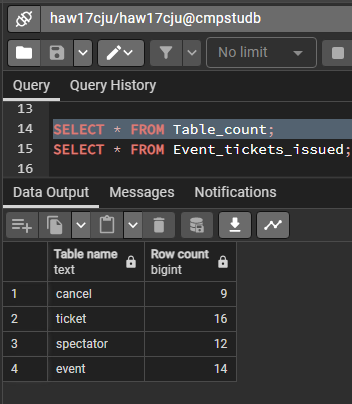 haw17cju/haw17cju@cmpstudb
No limit
Query Query History
13
14 SELECT * FROM Table_count;
15 SELECT * FROM Event_tickets_issued;
16
Data Output Messages Notifications
Table name Row count
text bigint
1 cancel 9
2 ticket 16
3 spectator 12
4 event 14